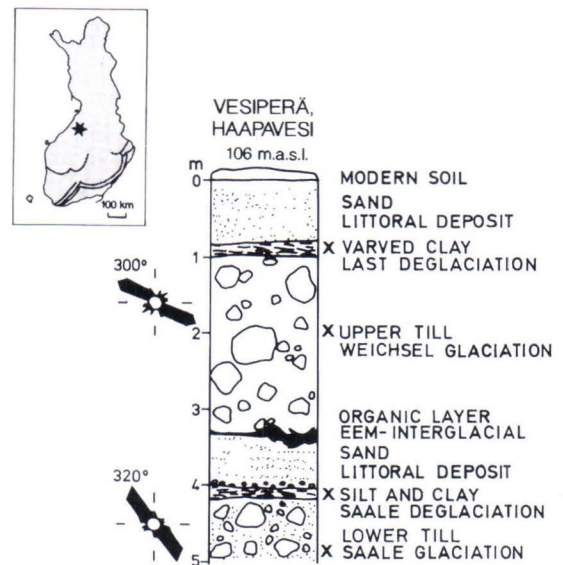 100 km
VESIPERÄ,
HAAPAVESI
106 m.a.s.l.
m
0
MODERN SOIL
SAND
LITTORAL DEPOSIT
1
X VARVED CLAY
LAST DEGLACIATION
300°
2
X UPPER TILL
WEICHSEL GLACIATION
3
ORGANIC LAYER
EEM-INTERGLACIAL
SAND
LITTORAL DEPOSIT
320°
4
X SILT AND CLAY
SAALE DEGLACIATION
LOWER TILL
X SAALE GLACIATION
5